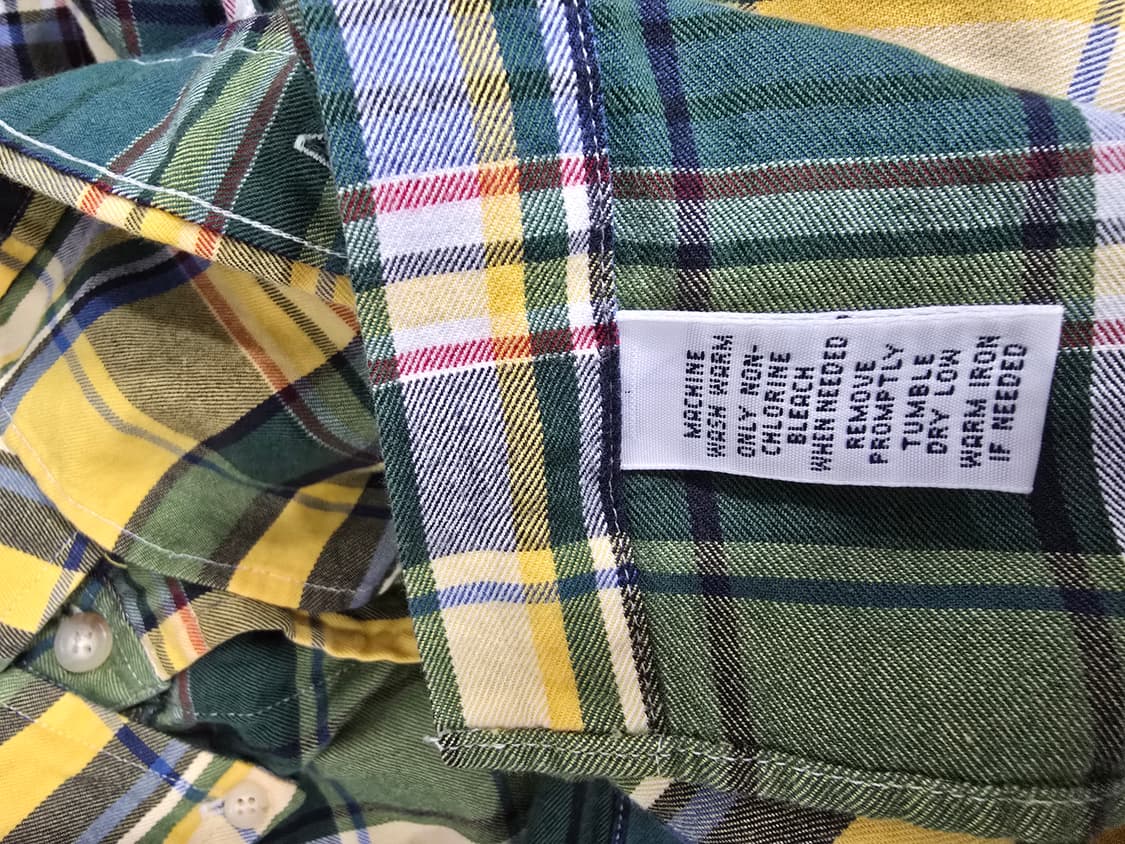 MACHINE
WASH WARM
ONLY NON-
CHLORINE
BLEACH
WHEN NEEDED
REMOVE
PROMPTLY
TUMBLE
DRY LOW
WARM IRON
IF NEEDED